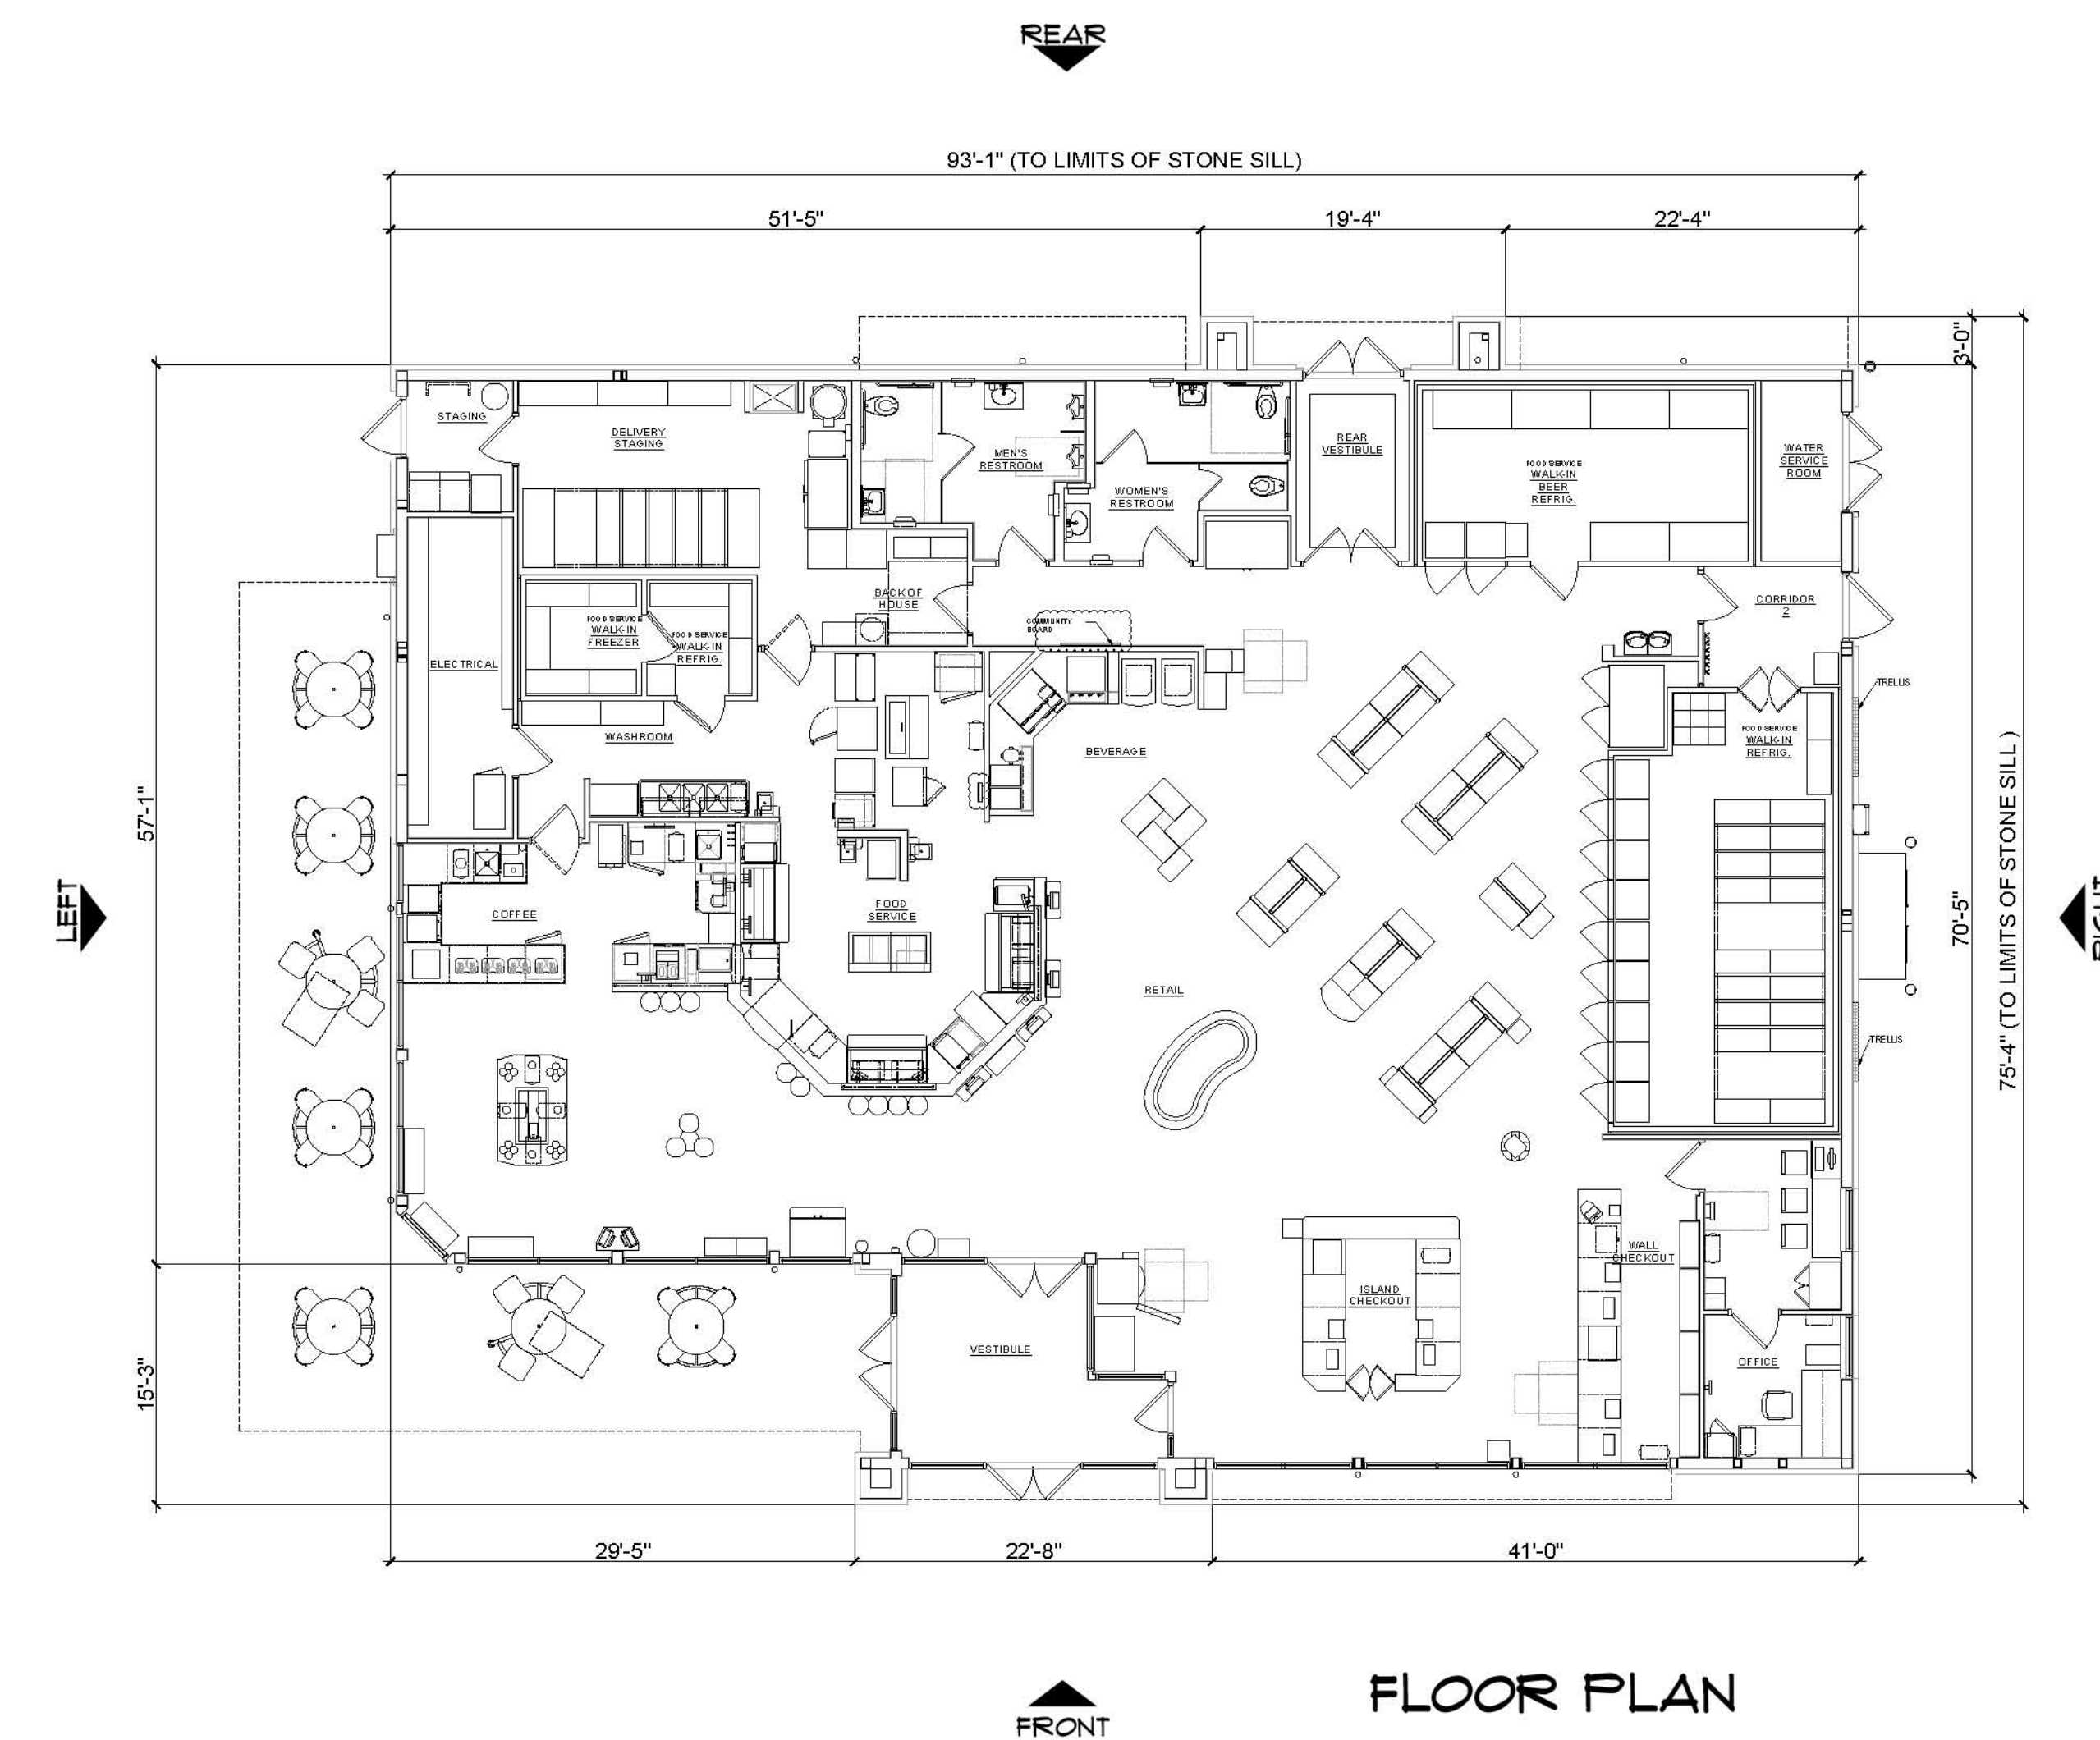 REAR
93'-1" (TO LIMITS OF STONE SILL)
51'-5"
19'-4"
22'-4"
3'-0"
STAGING
DELIVERY
STAGING
MEN'S
RESTROOM
WOMEN'S
RESTROOM
REAR
VESTIBULE
FOOD SERVICE
WALK-IN
BEER
REFRIG.
WATER
SERVICE
ROOM
BACK OF
HOUSE
COMMUNITY
BOARD
CORRIDOR
2
FOOD SERVICE
WALK-IN
FREEZER
FOOD SERVICE
WALK-IN
REFRIG.
ELECTRICAL
WASHROOM
BEVERAGE
TRELLIS
FOOD SERVICE
WALK-IN
REFRIG.
57'-1"
LEFT
COFFEE
FOOD
SERVICE
RETAIL
70'-5"
75'-4" (TO LIMITS OF STONE SILL )
RIGHT
TRELLIS
WALL
CHECKOUT
ISLAND
CHECKOUT
VESTIBULE
OFFICE
15'-3"
29'-5"
22'-8"
41'-0"
FRONT
FLOOR PLAN